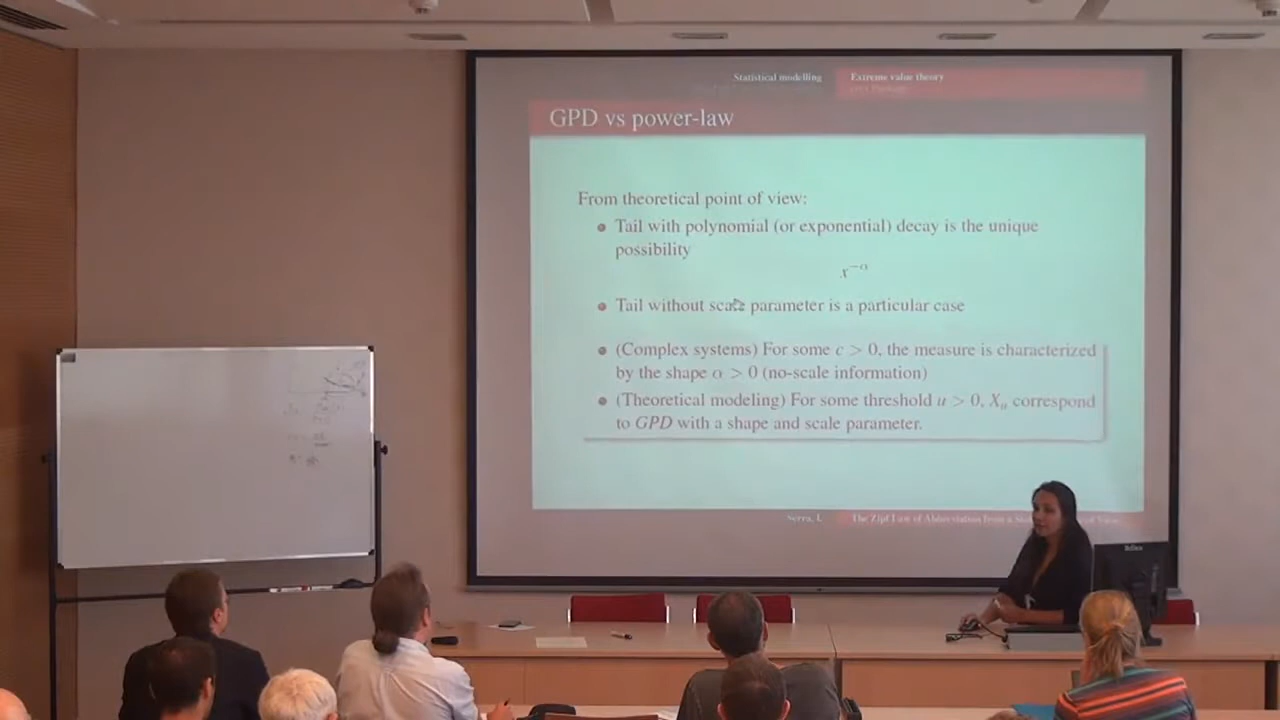 Statistical modelling Extreme value theory
GPD vs power-law
From theoretical point of view:
Tail with polynomial (or exponential) decay is the unique
possibility
x^{-α}
Tail without scale parameter is a particular case
(Complex systems) For some c > 0, the measure is characterized
by the shape α > 0 (no-scale information)
(Theoretical modeling) For some threshold u > 0, X_u correspond
to GPD with a shape and scale parameter.
Serra, I. The Zipf Law of Abbreviation from a